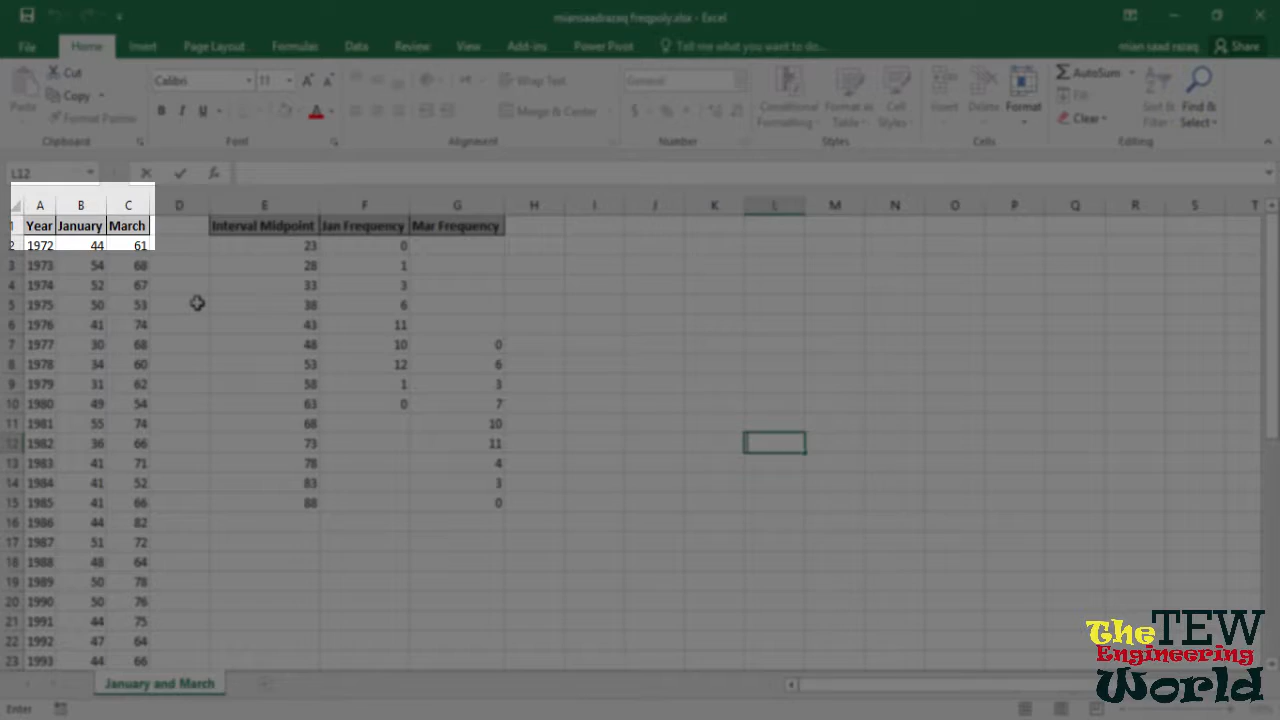 miansaadrazaq freqpoly.xlsx - Excel
File Home Insert Page Layout Formulas Data Review View Add-ins Power Pivot Tell me what you want to do... mian saad razaq Share
Cut Calibri 11 Wrap Text General AutoSum
Paste Copy Conditional Format as Cell Insert Delete Format Fill Sort & Find &
Format Painter B I U Merge & Center $ % Formatting Table Styles Clear Filter Select
Clipboard Font Alignment Number Styles Cells Editing
L12 fx
A B C D E F G H I J K L M N O P Q R S T
1 Year January March Interval Midpoint Jan Frequency Mar Frequency
2 1972 44 61 23 0
3 1973 54 68 28 1
4 1974 52 67 33 3
5 1975 50 53 38 6
6 1976 41 74 43 11
7 1977 30 68 48 10 0
8 1978 34 60 53 12 6
9 1979 31 62 58 1 3
10 1980 49 54 63 0 7
11 1981 55 74 68 10
12 1982 36 66 73 11
13 1983 41 71 78 4
14 1984 41 52 83 3
15 1985 41 66 88 0
16 1986 44 82
17 1987 51 72
18 1988 48 64
19 1989 50 78
20 1990 50 76
21 1991 44 75
22 1992 47 64
23 1993 44 66
January and March
Enter
The TEW
Engineering
World